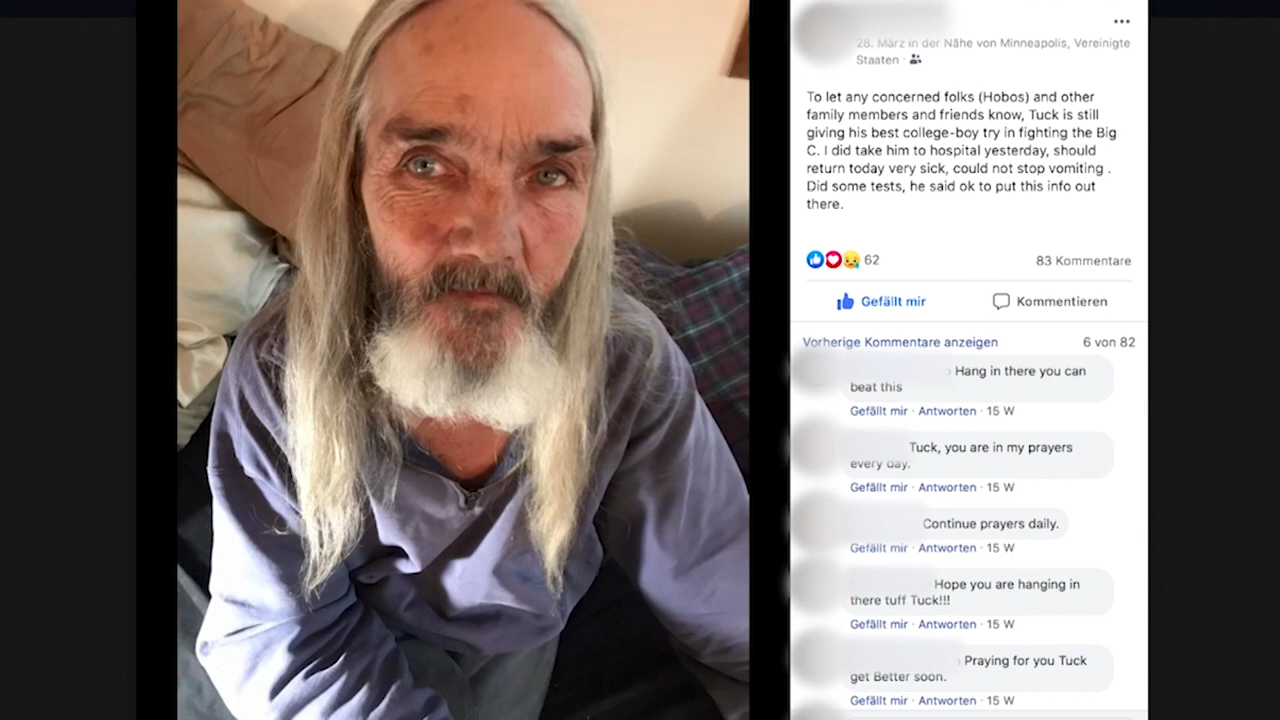 28. März in der Nähe von Minneapolis, Vereinigte
Staaten ·
To let any concerned folks (Hobos) and other
family members and friends know, Tuck is still
giving his best college-boy try in fighting the Big
C. I did take him to hospital yesterday, should
return today very sick, could not stop vomiting .
Did some tests, he said ok to put this info out
there.
62
83 Kommentare
Gefällt mir
Kommentieren
Vorherige Kommentare anzeigen
6 von 82
Hang in there you can
beat this
Gefällt mir · Antworten · 15 W
Tuck, you are in my prayers
every day.
Gefällt mir · Antworten · 15 W
Continue prayers daily.
Gefällt mir · Antworten · 15 W
Hope you are hanging in
there tuff Tuck!!!
Gefällt mir · Antworten · 15 W
Praying for you Tuck
get Better soon.
Gefällt mir · Antworten · 15 W